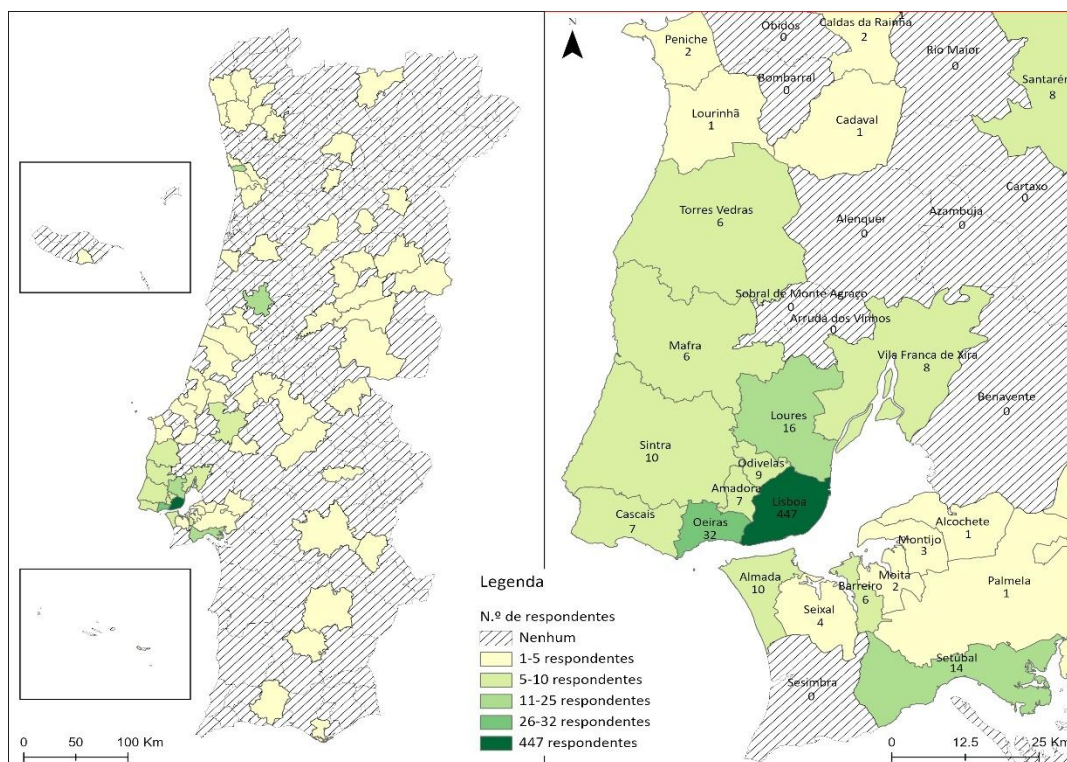 N
Óbidos
0
Caldas da Rainha
2
Peniche
2
Rio Maior
0
Bombarral
0
Santarém
8
Lourinhã
1
Cadaval
1
Cartaxo
0
Torres Vedras
6
Alenquer
0
Azambuja
0
Sobral de Monte Agraço
0
Arruda dos Vinhos
0
Mafra
6
Vila Franca de Xira
8
Benavente
0
Loures
16
Sintra
10
Odivelas
9
Amadora
7
Lisboa
447
Cascais
7
Oeiras
32
Alcochete
1
Montijo
3
Almada
10
Barreiro
6
Moita
2
Palmela
1
Seixal
4
Setúbal
14
Sesimbra
0
Legenda
N.º de respondentes
Nenhum
1-5 respondentes
5-10 respondentes
11-25 respondentes
26-32 respondentes
447 respondentes
0 50 100 Km
0 12.5 25 Km